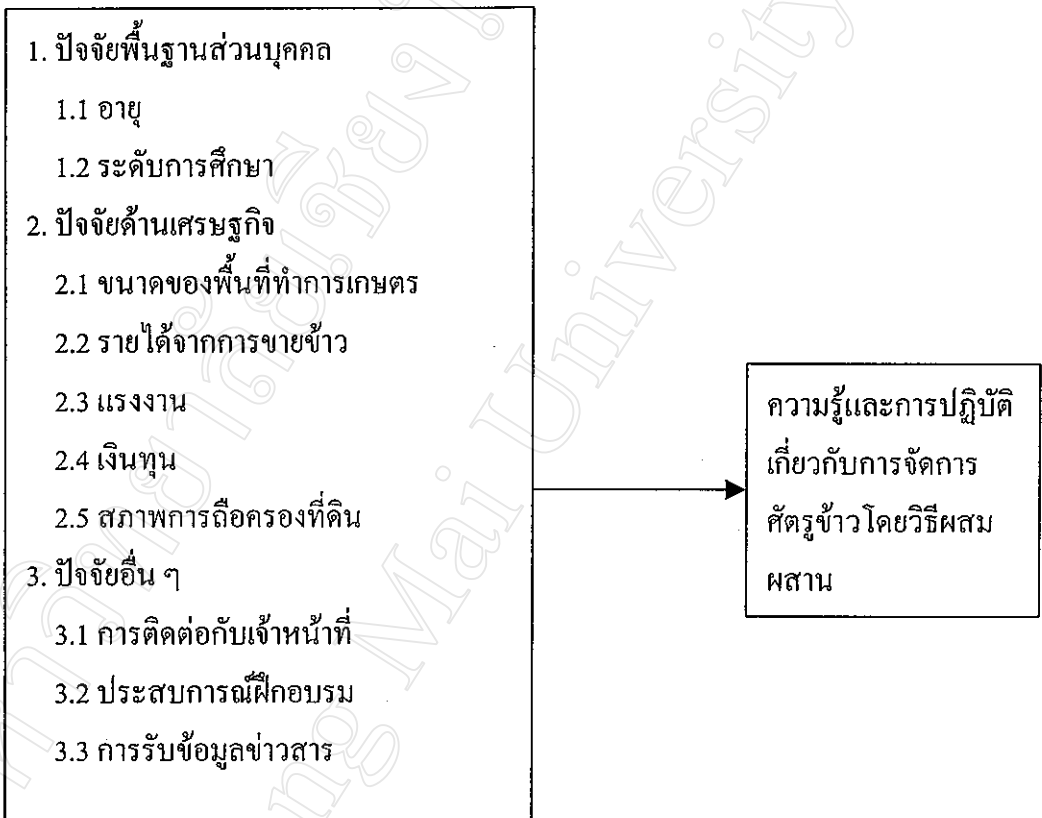 1. ปัจจัยพื้นฐานส่วนบุคคล
1.1 อายุ
1.2 ระดับการศึกษา
2. ปัจจัยด้านเศรษฐกิจ
2.1 ขนาดของพื้นที่ทำการเกษตร
2.2 รายได้จากการขายข้าว
2.3 แรงงาน
2.4 เงินทุน
2.5 สภาพการถือครองที่ดิน
3. ปัจจัยอื่น ๆ
3.1 การติดต่อกับเจ้าหน้าที่
3.2 ประสบการณ์ฝึกอบรม
3.3 การรับข้อมูลข่าวสาร
ความรู้และการปฏิบัติ
เกี่ยวกับการจัดการ
ศัตรูข้าวโดยวิธีผสม
ผสาน
ng Mai University